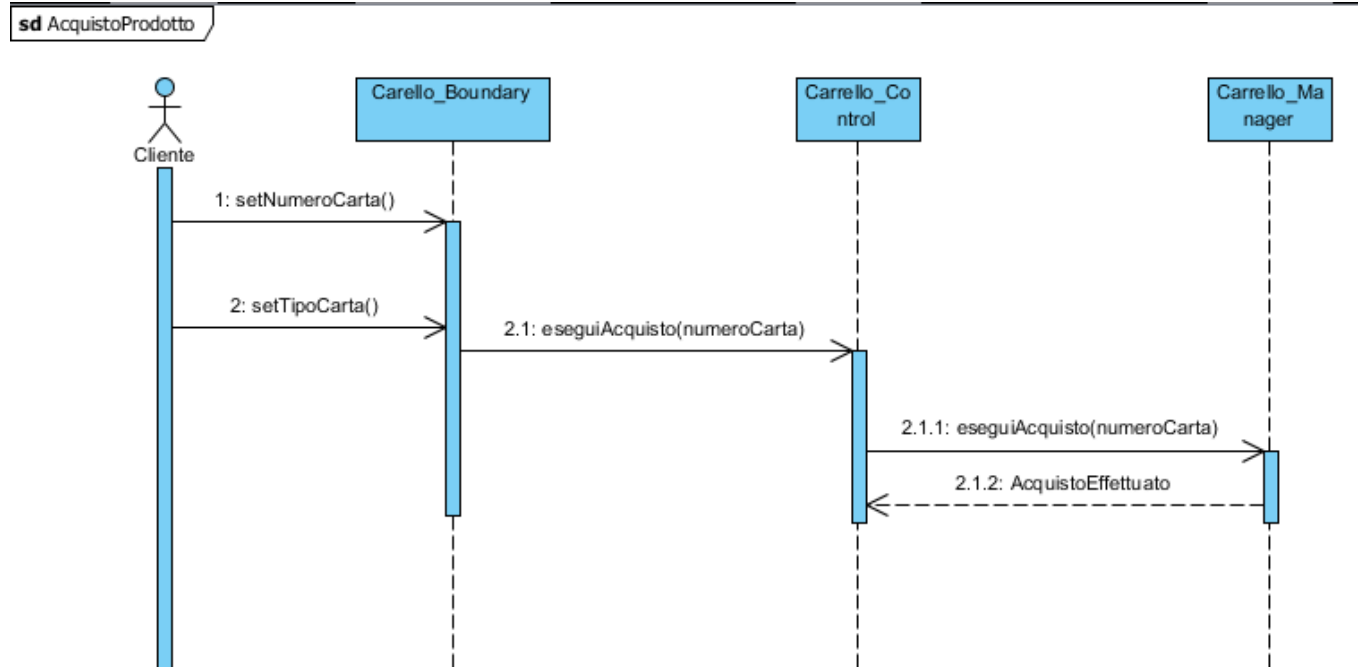 sd AcquistoProdotto
Cliente
Carello_Boundary
Carrello_Co
ntrol
Carrello_Ma
nager
1: setNumeroCarta()
2: setTipoCarta()
2.1: eseguiAcquisto(numeroCarta)
2.1.1: eseguiAcquisto(numeroCarta)
2.1.2: AcquistoEffettuato